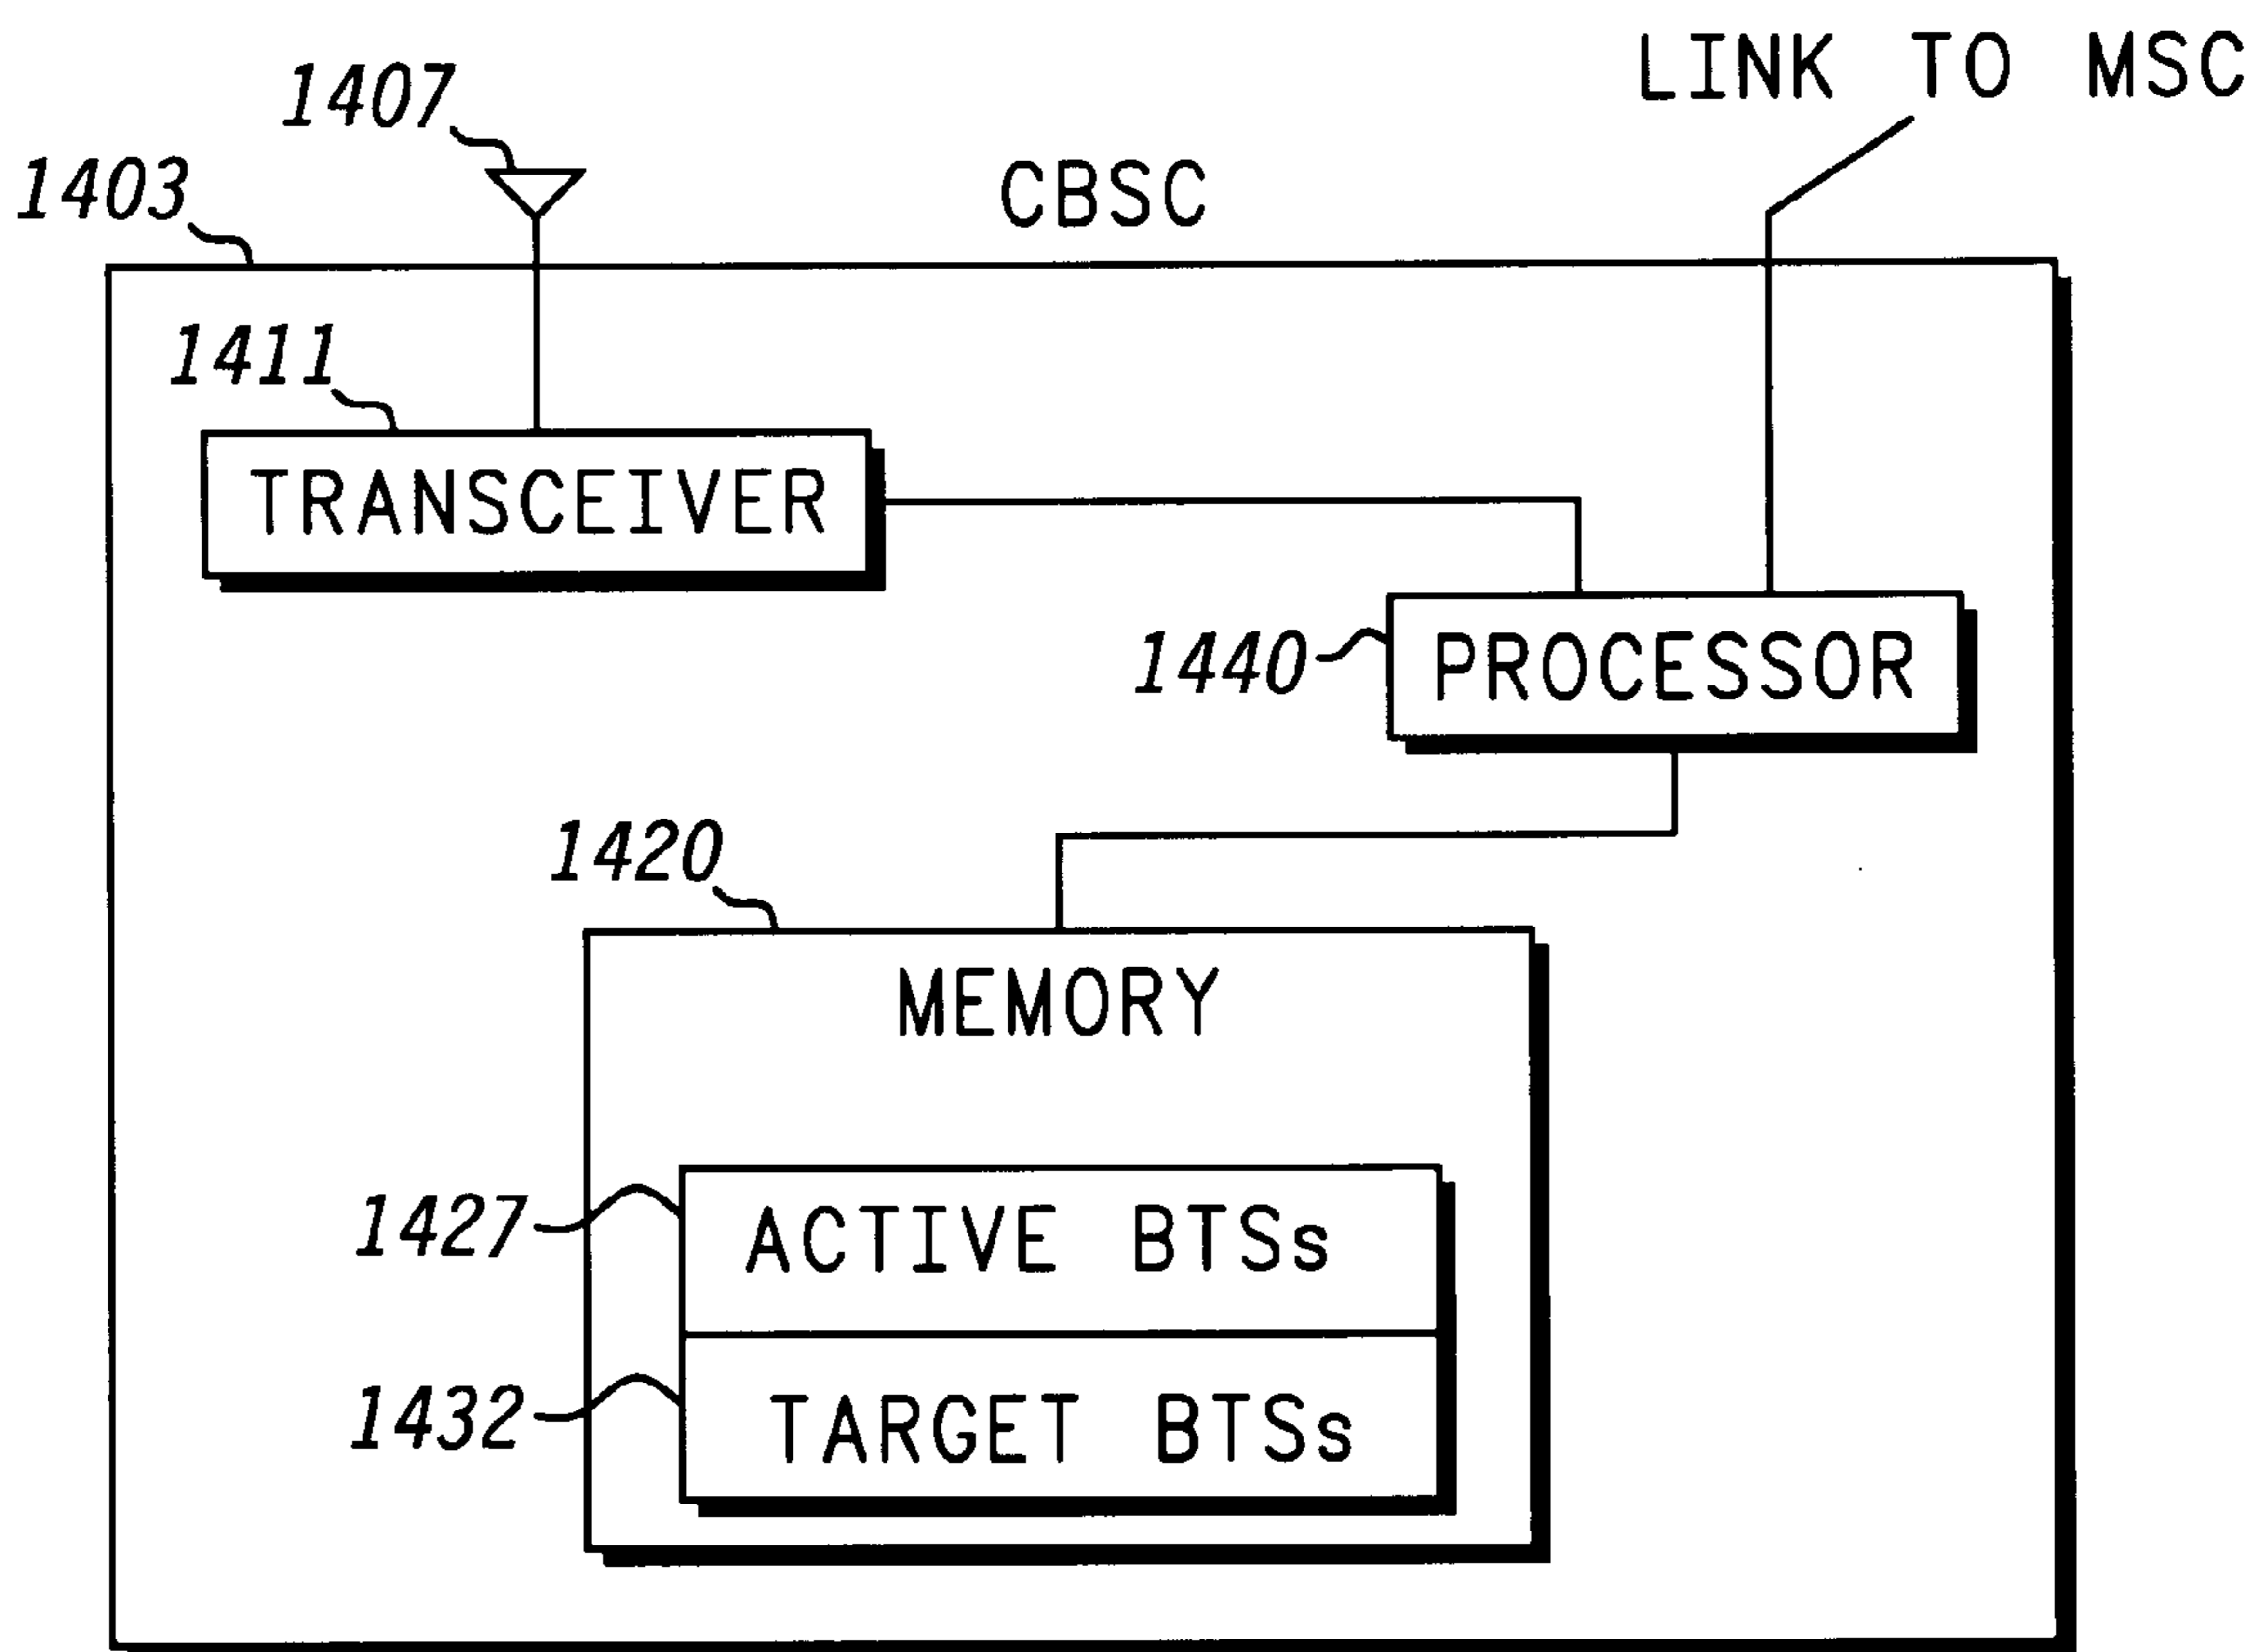 LINK TO MSC
1407
1403
CBSC
1411
TRANSCEIVER
1440
PROCESSOR
1420
MEMORY
1427
ACTIVE BTSs
1432
TARGET BTSs